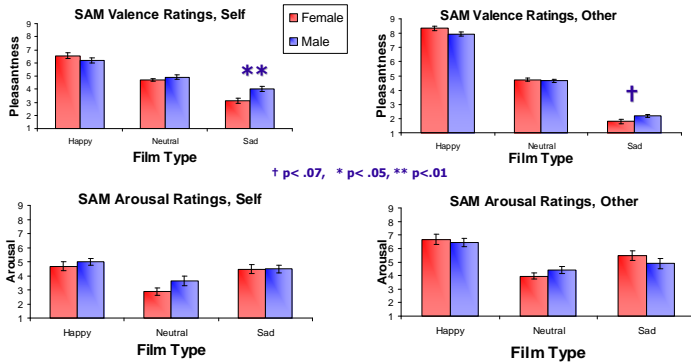 SAM Valence Ratings, Self
Female
Male
Pleasantness
9
8
7
6
5
4
3
2
1
**
Happy
Neutral
Sad
Film Type
SAM Valence Ratings, Other
Pleasantness
9
8
7
6
5
4
3
2
1
†
Happy
Neutral
Sad
Film Type
† p< .07, * p< .05, ** p<.01
SAM Arousal Ratings, Self
Arousal
9
8
7
6
5
4
3
2
1
Happy
Neutral
Sad
Film Type
SAM Arousal Ratings, Other
Arousal
9
8
7
6
5
4
3
2
1
Happy
Neutral
Sad
Film Type